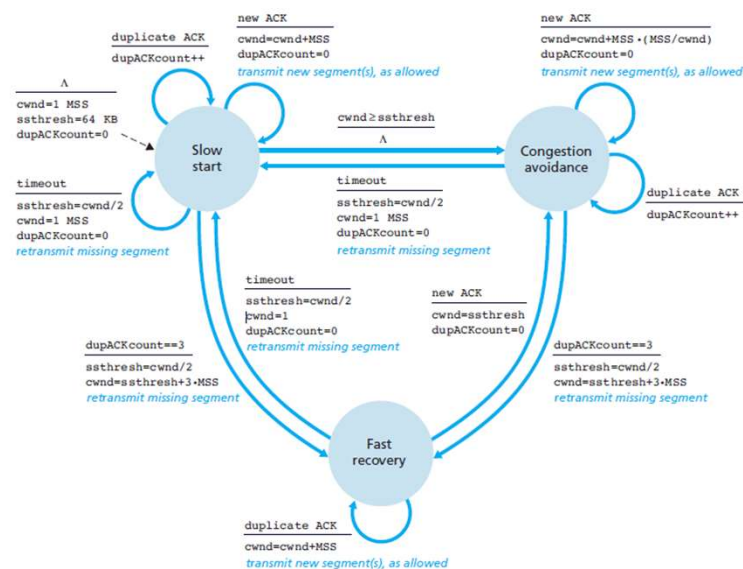 new ACK
cwnd=cwnd+MSS
dupACKcount=0
transmit new segment(s), as allowed
duplicate ACK
dupACKcount++
Λ
cwnd=1 MSS
ssthresh=64 KB
dupACKcount=0
Slow
start
timeout
ssthresh=cwnd/2
cwnd=1 MSS
dupACKcount=0
retransmit missing segment
cwnd≥ssthresh
Λ
timeout
ssthresh=cwnd/2
cwnd=1 MSS
dupACKcount=0
retransmit missing segment
new ACK
cwnd=cwnd+MSS•(MSS/cwnd)
dupACKcount=0
transmit new segment(s), as allowed
Congestion
avoidance
duplicate ACK
dupACKcount++
timeout
ssthresh=cwnd/2
cwnd=1
dupACKcount=0
retransmit missing segment
new ACK
cwnd=ssthresh
dupACKcount=0
dupACKcount==3
ssthresh=cwnd/2
cwnd=ssthresh+3•MSS
retransmit missing segment
dupACKcount==3
ssthresh=cwnd/2
cwnd=ssthresh+3•MSS
retransmit missing segment
Fast
recovery
duplicate ACK
cwnd=cwnd+MSS
transmit new segment(s), as allowed